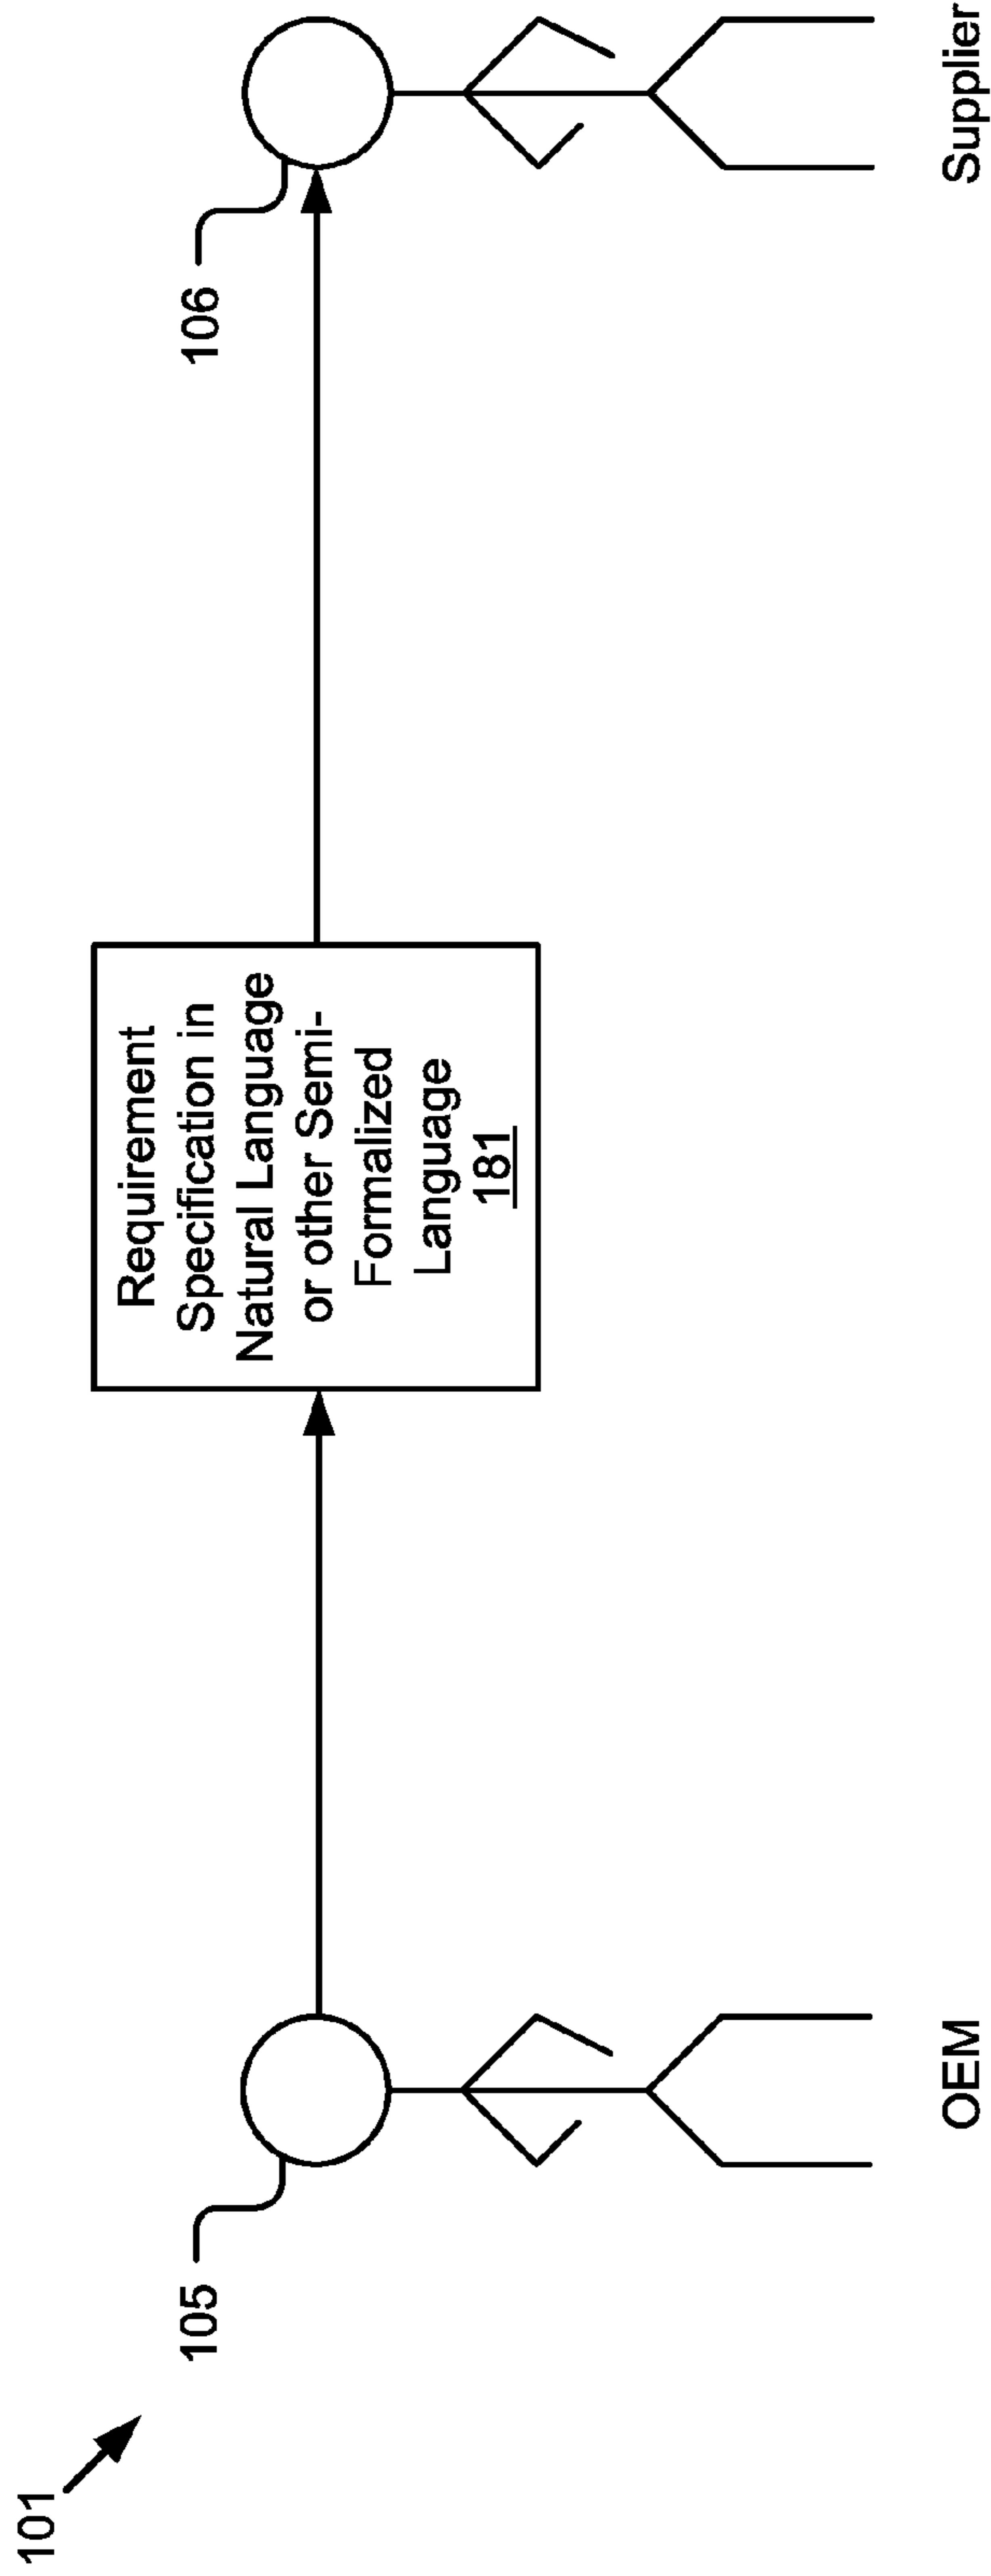 101
105
Requirement
Specification in
Natural Language
or other Semi-
Formalized
Language
181
106
OEM
Supplier